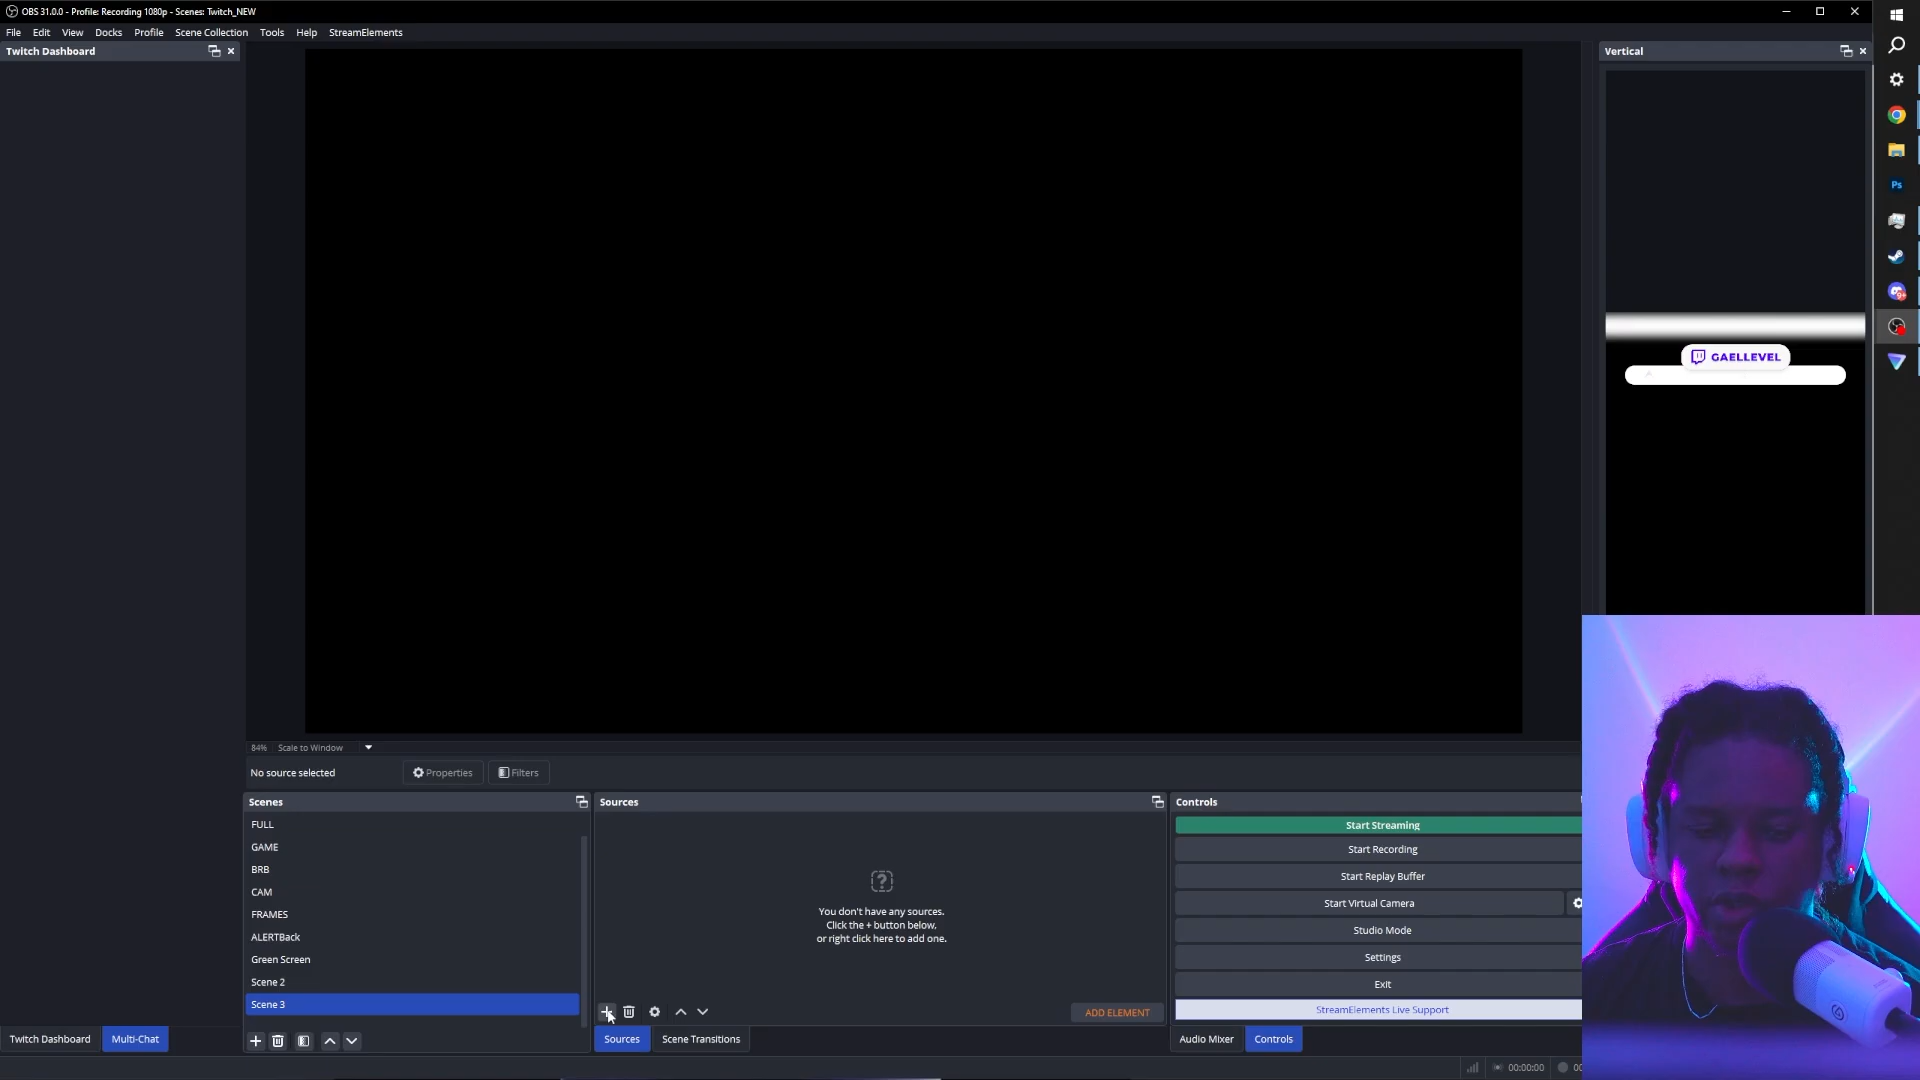 OBS 31.0.0 - Profile: Recording 1080p - Scenes: Twitch_NEW
File Edit View Docks Profile Scene Collection Tools Help StreamElements
Twitch Dashboard
Vertical
Ps
9+
GAELLEVEL
84% Scale to Window
No source selected
Properties
Filters
Scenes
FULL
GAME
BRB
CAM
FRAMES
ALERTBack
Green Screen
Scene 2
Scene 3
Sources
?
You don't have any sources.
Click the + button below,
or right click here to add one.
ADD ELEMENT
Sources Scene Transitions
Controls
Start Streaming
Start Recording
Start Replay Buffer
Start Virtual Camera
Studio Mode
Settings
Exit
StreamElements Live Support
Audio Mixer Controls
Twitch Dashboard Multi-Chat
00:00:00
00